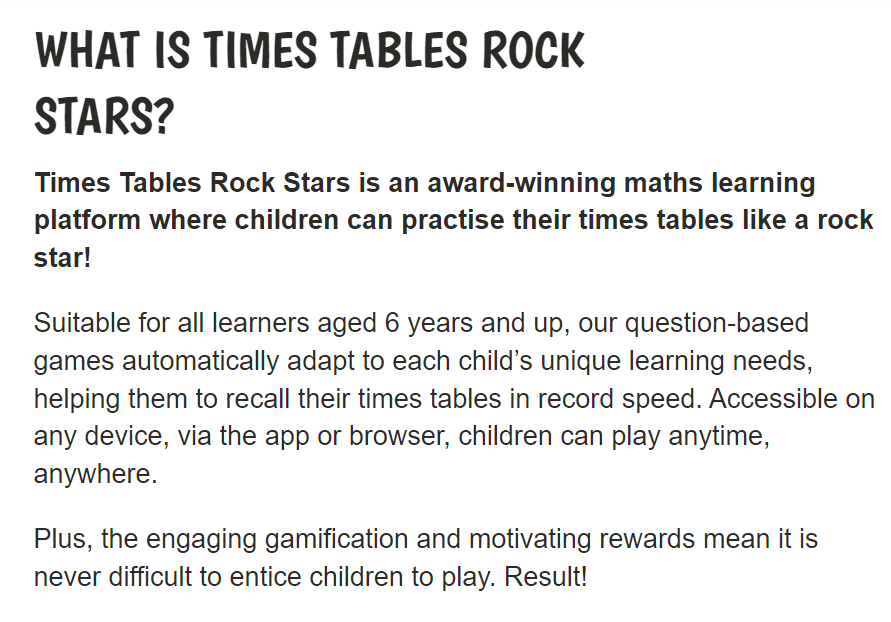 WHAT IS TIMES TABLES ROCK
STARS?
Times Tables Rock Stars is an award-winning maths learning
platform where children can practise their times tables like a rock
star!
Suitable for all learners aged 6 years and up, our question-based
games automatically adapt to each child’s unique learning needs,
helping them to recall their times tables in record speed. Accessible on
any device, via the app or browser, children can play anytime,
anywhere.
Plus, the engaging gamification and motivating rewards mean it is
never difficult to entice children to play. Result!